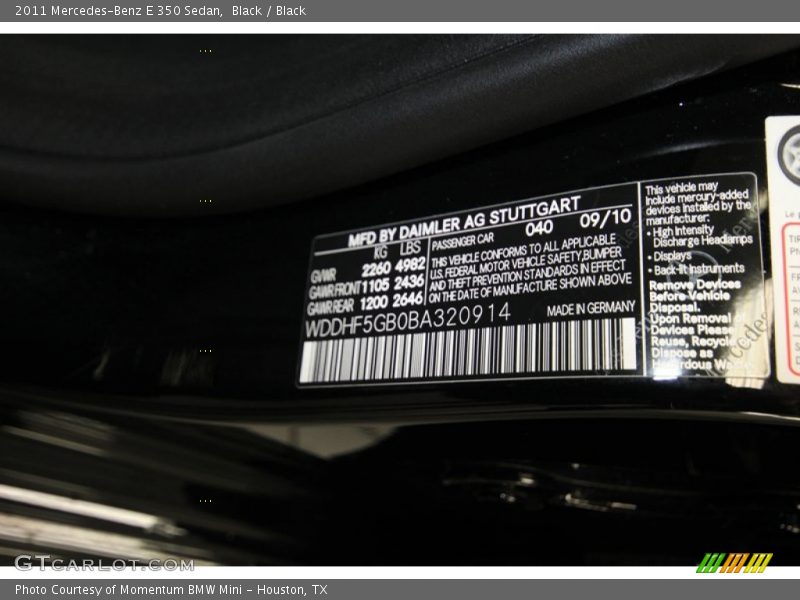 2011 Mercedes-Benz E 350 Sedan, Black / Black
MFD BY DAIMLER AG STUTTGART
KG LBS
GVWR 2260 4982
GAWR FRONT 1105 2436
GAWR REAR 1200 2646
PASSENGER CAR 040 09/10
THIS VEHICLE CONFORMS TO ALL APPLICABLE
U.S. FEDERAL MOTOR VEHICLE SAFETY,BUMPER
AND THEFT PREVENTION STANDARDS IN EFFECT
ON THE DATE OF MANUFACTURE SHOWN ABOVE
WDDHF5GB0BA320914 MADE IN GERMANY
This vehicle may
include mercury-added
devices installed by the
manufacturer:
• High Intensity
Discharge Headlamps
• Displays
• Back-lit Instruments
Remove Devices
Before Vehicle
Disposal.
Upon Removal of
Devices Please
Reuse, Recycle
Dispose as
Hazardous Waste
Le
GTCARLOT.COM
Photo Courtesy of Momentum BMW Mini - Houston, TX